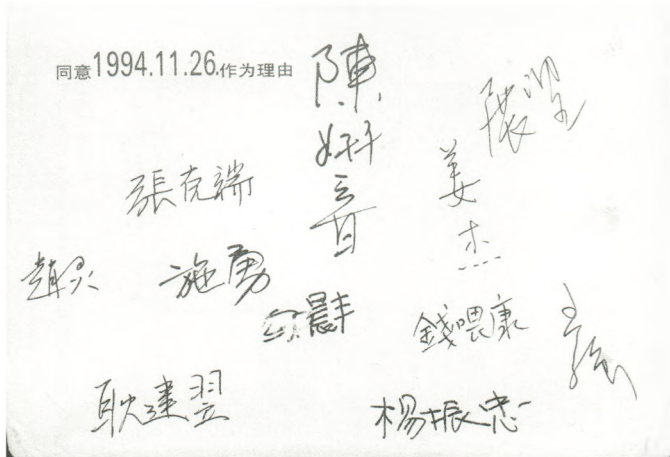 同意1994.11.26.作为理由
陳
妍
音
張克端
姜
杰
施勇
錢喂康
耿建翌
楊振忠